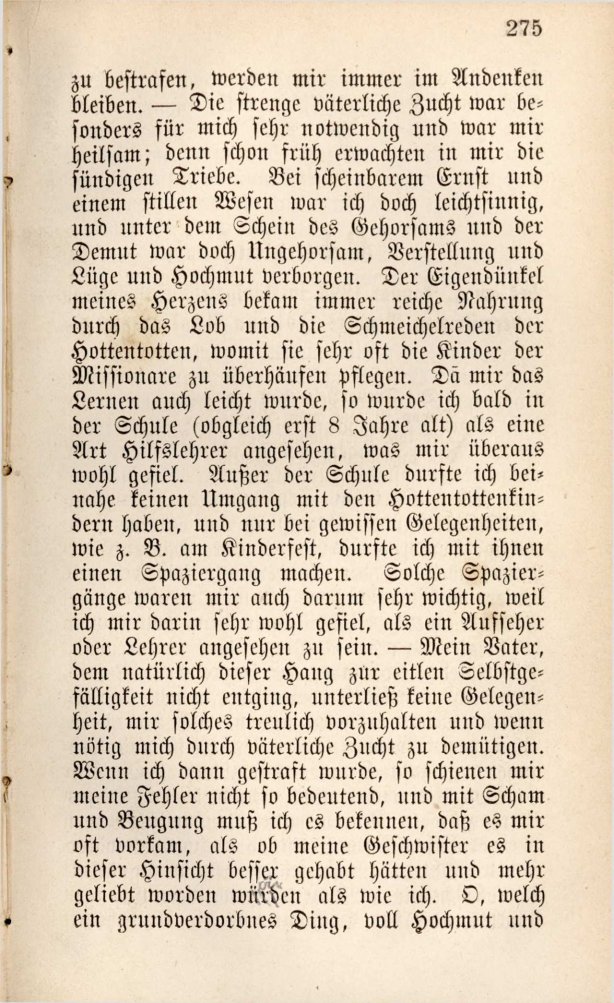 275
zu bestrafen, werden mir immer im Andenken
bleiben. — Die strenge väterliche Zucht war be-
sonders für mich sehr notwendig und war mir
heilsam; denn schon früh erwachten in mir die
sündigen Triebe. Bei scheinbarem Ernst und
einem stillen Wesen war ich doch leichtsinnig,
und unter dem Schein des Gehorsams und der
Demut war doch Ungehorsam, Verstellung und
Lüge und Hochmut verborgen. Der Eigendünkel
meines Herzens bekam immer reiche Nahrung
durch das Lob und die Schmeichelreden der
Hottentotten, womit sie sehr oft die Kinder der
Missionare zu überhäufen pflegen. Da mir das
Lernen auch leicht wurde, so wurde ich bald in
der Schule (obgleich erst 8 Jahre alt) als eine
Art Hilfslehrer angesehen, was mir überaus
wohl gefiel. Außer der Schule durfte ich bei-
nahe keinen Umgang mit den Hottentottenkin-
dern haben, und nur bei gewissen Gelegenheiten,
wie z. B. am Kinderfest, durfte ich mit ihnen
einen Spaziergang machen. Solche Spazier-
gänge waren mir auch darum sehr wichtig, weil
ich mir darin sehr wohl gefiel, als ein Aufseher
oder Lehrer angesehen zu sein. — Mein Vater,
dem natürlich dieser Hang zur eitlen Selbstge-
fälligkeit nicht entging, unterließ keine Gelegen-
heit, mir solches treulich vorzuhalten und wenn
nötig mich durch väterliche Zucht zu demütigen.
Wenn ich dann gestraft wurde, so schienen mir
meine Fehler nicht so bedeutend, und mit Scham
und Beugung muß ich es bekennen, daß es mir
oft vorkam, als ob meine Geschwister es in
dieser Hinsicht besser gehabt hätten und mehr
geliebt worden würden als wie ich. O, welch
ein grundverdorbnes Ding, voll Hochmut und